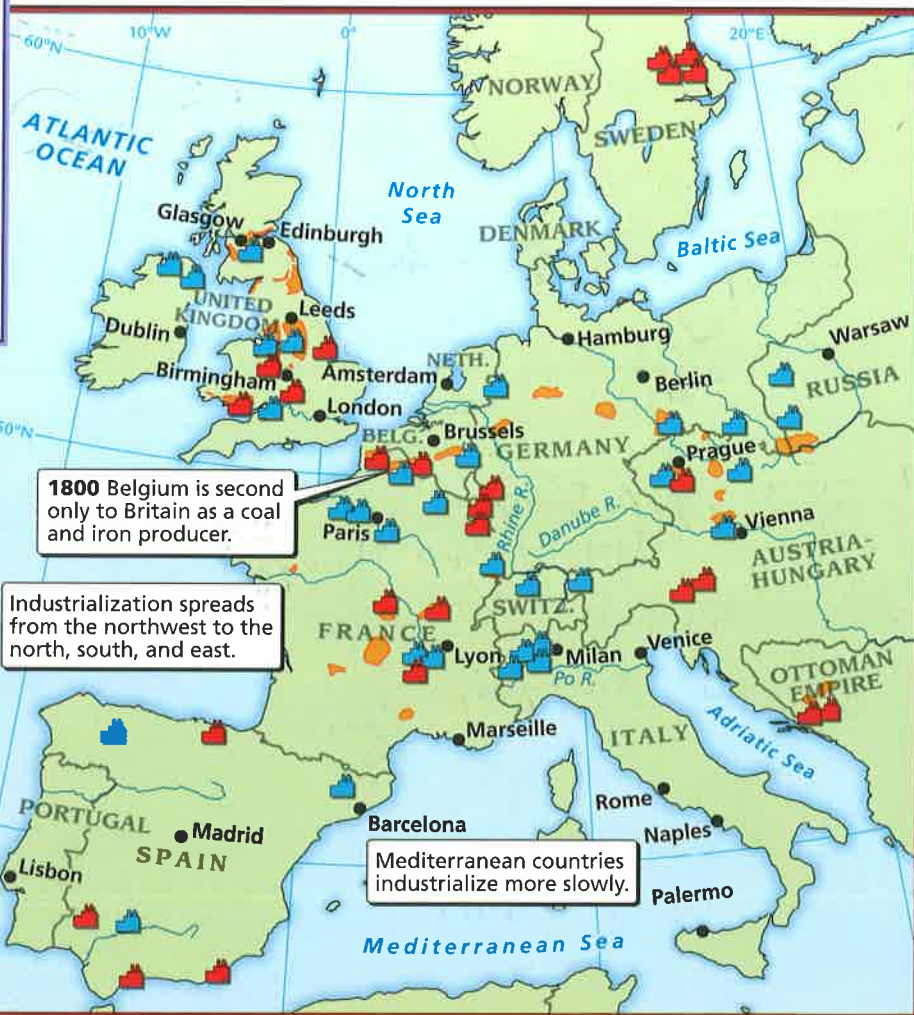 60°N
10°W
0°
20°E
NORWAY
SWEDEN
ATLANTIC
OCEAN
North
Sea
Glasgow
Edinburgh
DENMARK
Baltic Sea
UNITED
KINGDOM
Leeds
Dublin
Hamburg
Warsaw
NETH.
Birmingham
Amsterdam
Berlin
RUSSIA
London
50°N
BELG.
Brussels
GERMANY
Prague
1800 Belgium is second
only to Britain as a coal
and iron producer.
Paris
Rhine R.
Danube R.
Vienna
AUSTRIA-
HUNGARY
Industrialization spreads
from the northwest to the
north, south, and east.
SWITZ.
FRANCE
Lyon
Milan
Venice
Po R.
OTTOMAN
EMPIRE
Marseille
ITALY
Adriatic Sea
PORTUGAL
Madrid
SPAIN
Barcelona
Rome
Naples
Lisbon
Mediterranean countries
industrialize more slowly.
Palermo
Mediterranean Sea